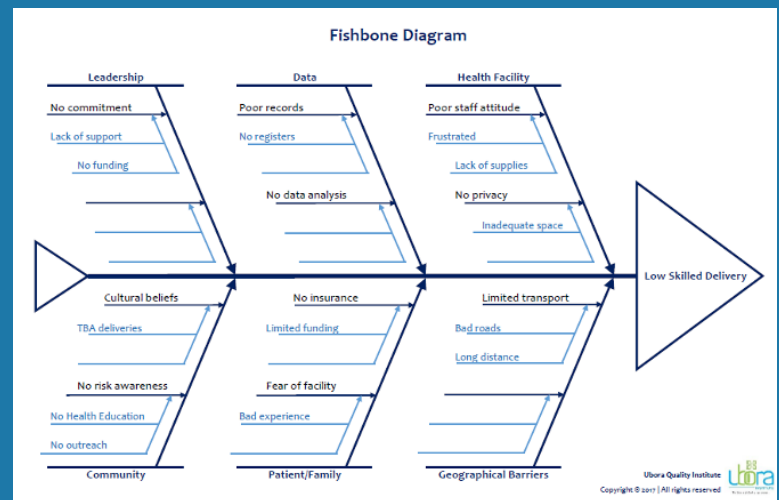 Fishbone Diagram
Leadership
Data
Health Facility
No commitment
Lack of support
No funding
Poor records
No registers
No data analysis
Poor staff attitude
Frustrated
Lack of supplies
No privacy
Inadequate space
Low Skilled Delivery
Cultural beliefs
TBA deliveries
No risk awareness
No Health Education
No outreach
Community
No insurance
Limited funding
Fear of facility
Bad experience
Patient/Family
Limited transport
Bad roads
Long distance
Geographical Barriers
Ubora Quality Institute
Copyright © 2017 | All rights reserved
Ubora